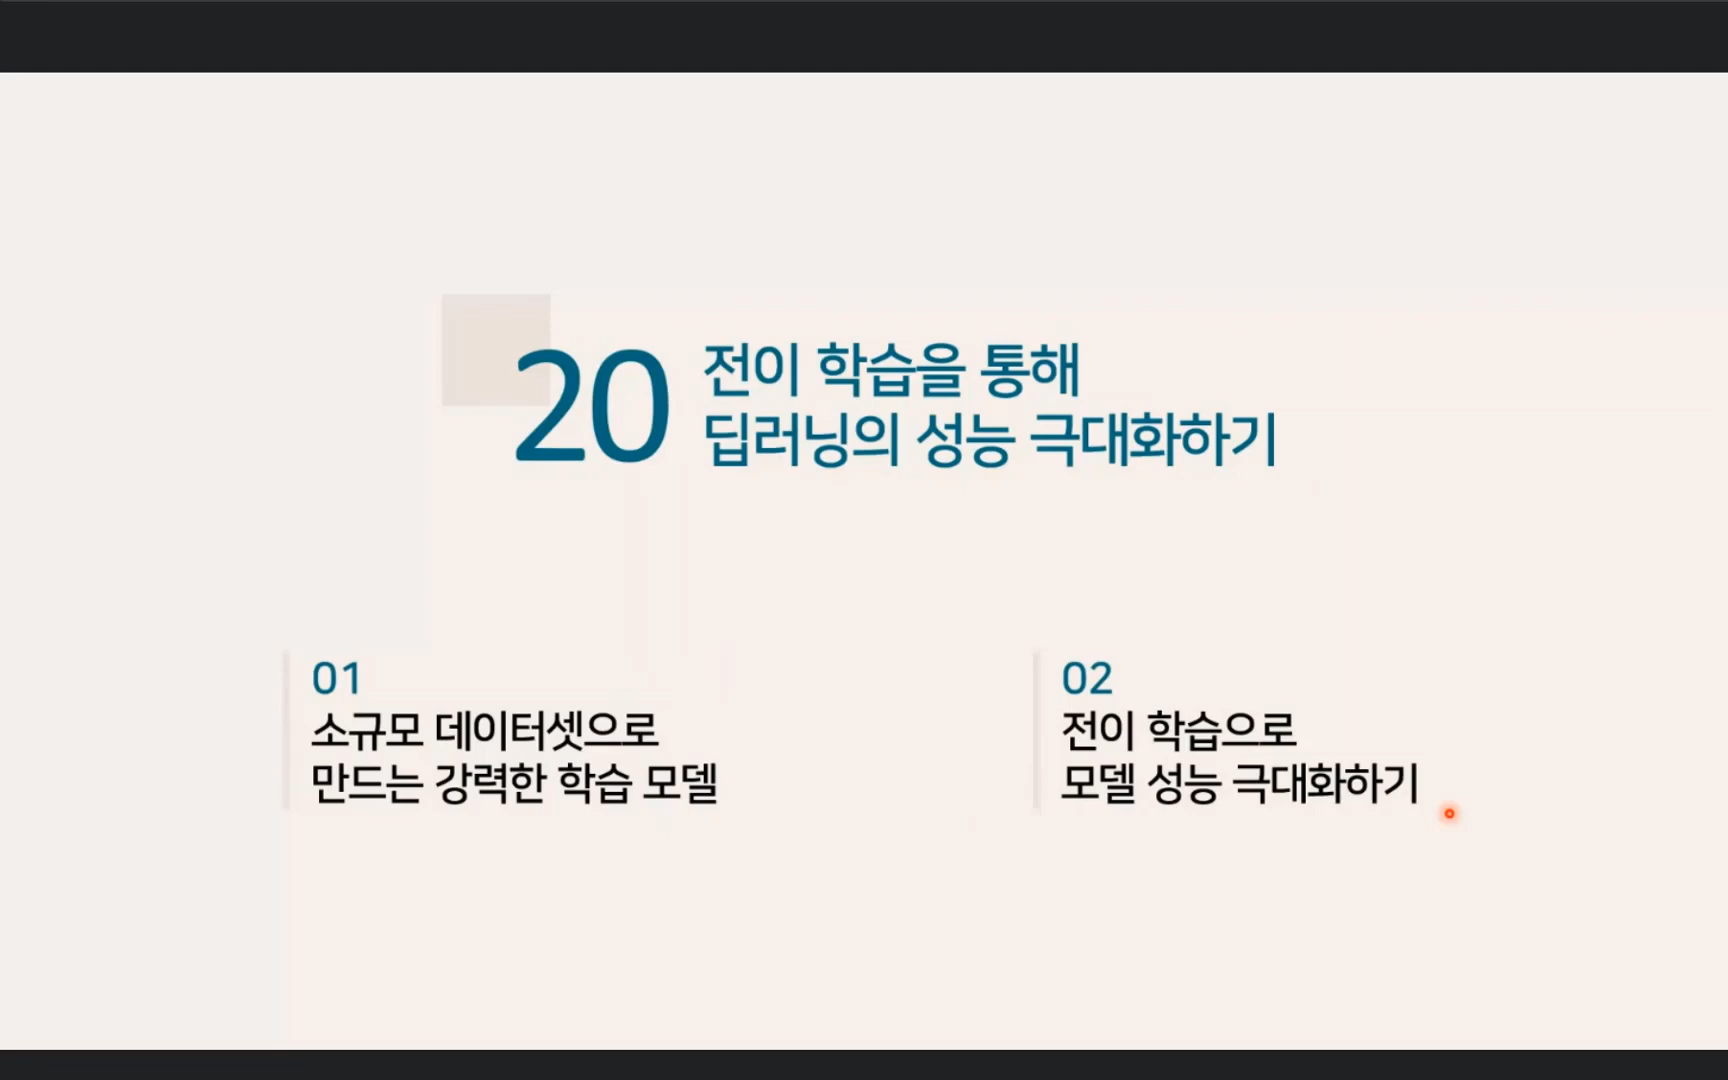 20
전이 학습을 통해
딥러닝의 성능 극대화하기
01
소규모 데이터셋으로
만드는 강력한 학습 모델
02
전이 학습으로
모델 성능 극대화하기